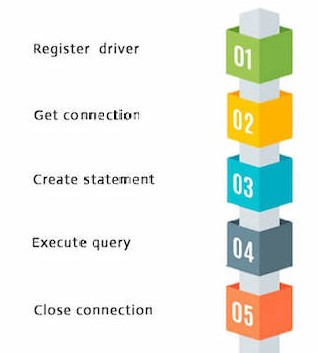 Register driver
01
Get connection
02
Create statement
03
Execute query
04
Close connection
05